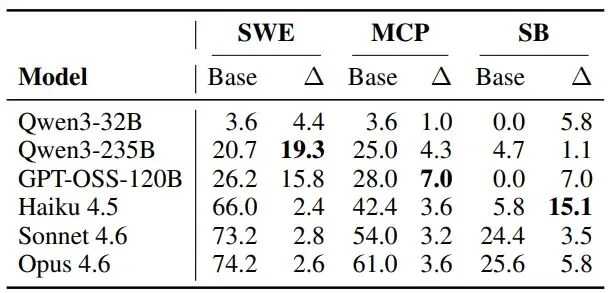 SWE MCP SB
Model Base Δ Base Δ Base Δ
Qwen3-32B 3.6 4.4 3.6 1.0 0.0 5.8
Qwen3-235B 20.7 19.3 25.0 4.3 4.7 1.1
GPT-OSS-120B 26.2 15.8 28.0 7.0 0.0 7.0
Haiku 4.5 66.0 2.4 42.4 3.6 5.8 15.1
Sonnet 4.6 73.2 2.8 54.0 3.2 24.4 3.5
Opus 4.6 74.2 2.6 61.0 3.6 25.6 5.8